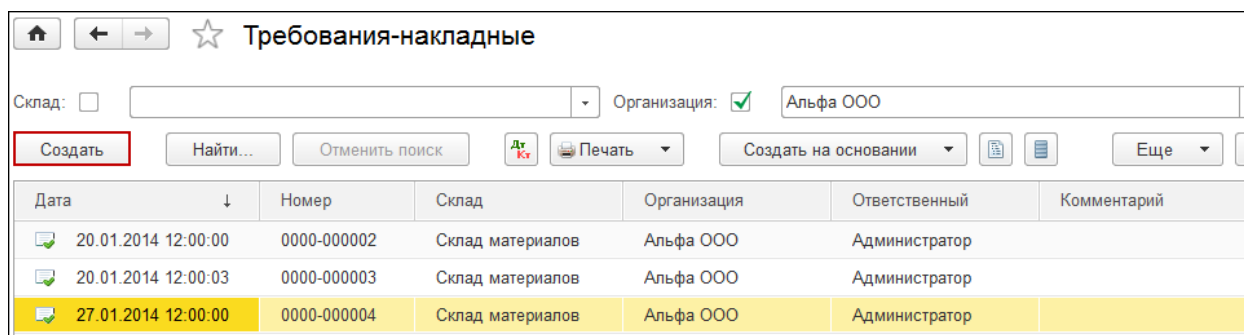 Требования-накладные
Склад: Организация: Альфа ООО
Создать Найти... Отменить поиск Дт Кт Печать Создать на основании Еще
Дата ↓ Номер Склад Организация Ответственный Комментарий
20.01.2014 12:00:00 0000-000002 Склад материалов Альфа ООО Администратор
20.01.2014 12:00:03 0000-000003 Склад материалов Альфа ООО Администратор
27.01.2014 12:00:00 0000-000004 Склад материалов Альфа ООО Администратор